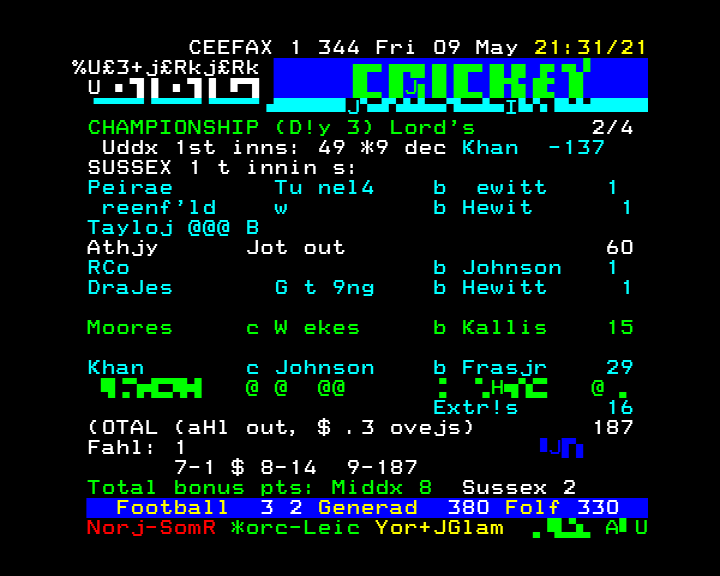 CEEFAX 1 344 Fri 09 May 21:31/21
%U£3+j£Rkj£Rk CRICKET
CHAMPIONSHIP (D!y 3) Lord's 2/4
Uddx 1st inns: 49 *9 dec Khan -137
SUSSEX 1 t innin s:
Peirae Tu nel4 b ewitt 1
reenf'ld w b Hewit 1
Tayloj @@@ B
Athjy Jot out 60
RCo b Johnson 1
DraJes G t 9ng b Hewitt 1
Moores c W ekes b Kallis 15
Khan c Johnson b Frasjr 29
@ @ @@ H @
Extr!s 16
(OTAL (aHl out, $ .3 ovejs) 187
Fahl: 1
7-1 $ 8-14 9-187
Total bonus pts: Middx 8 Sussex 2
Football 3 2 Generad 380 Folf 330
Norj-SomR *orc-Leic Yor+JGlam A U